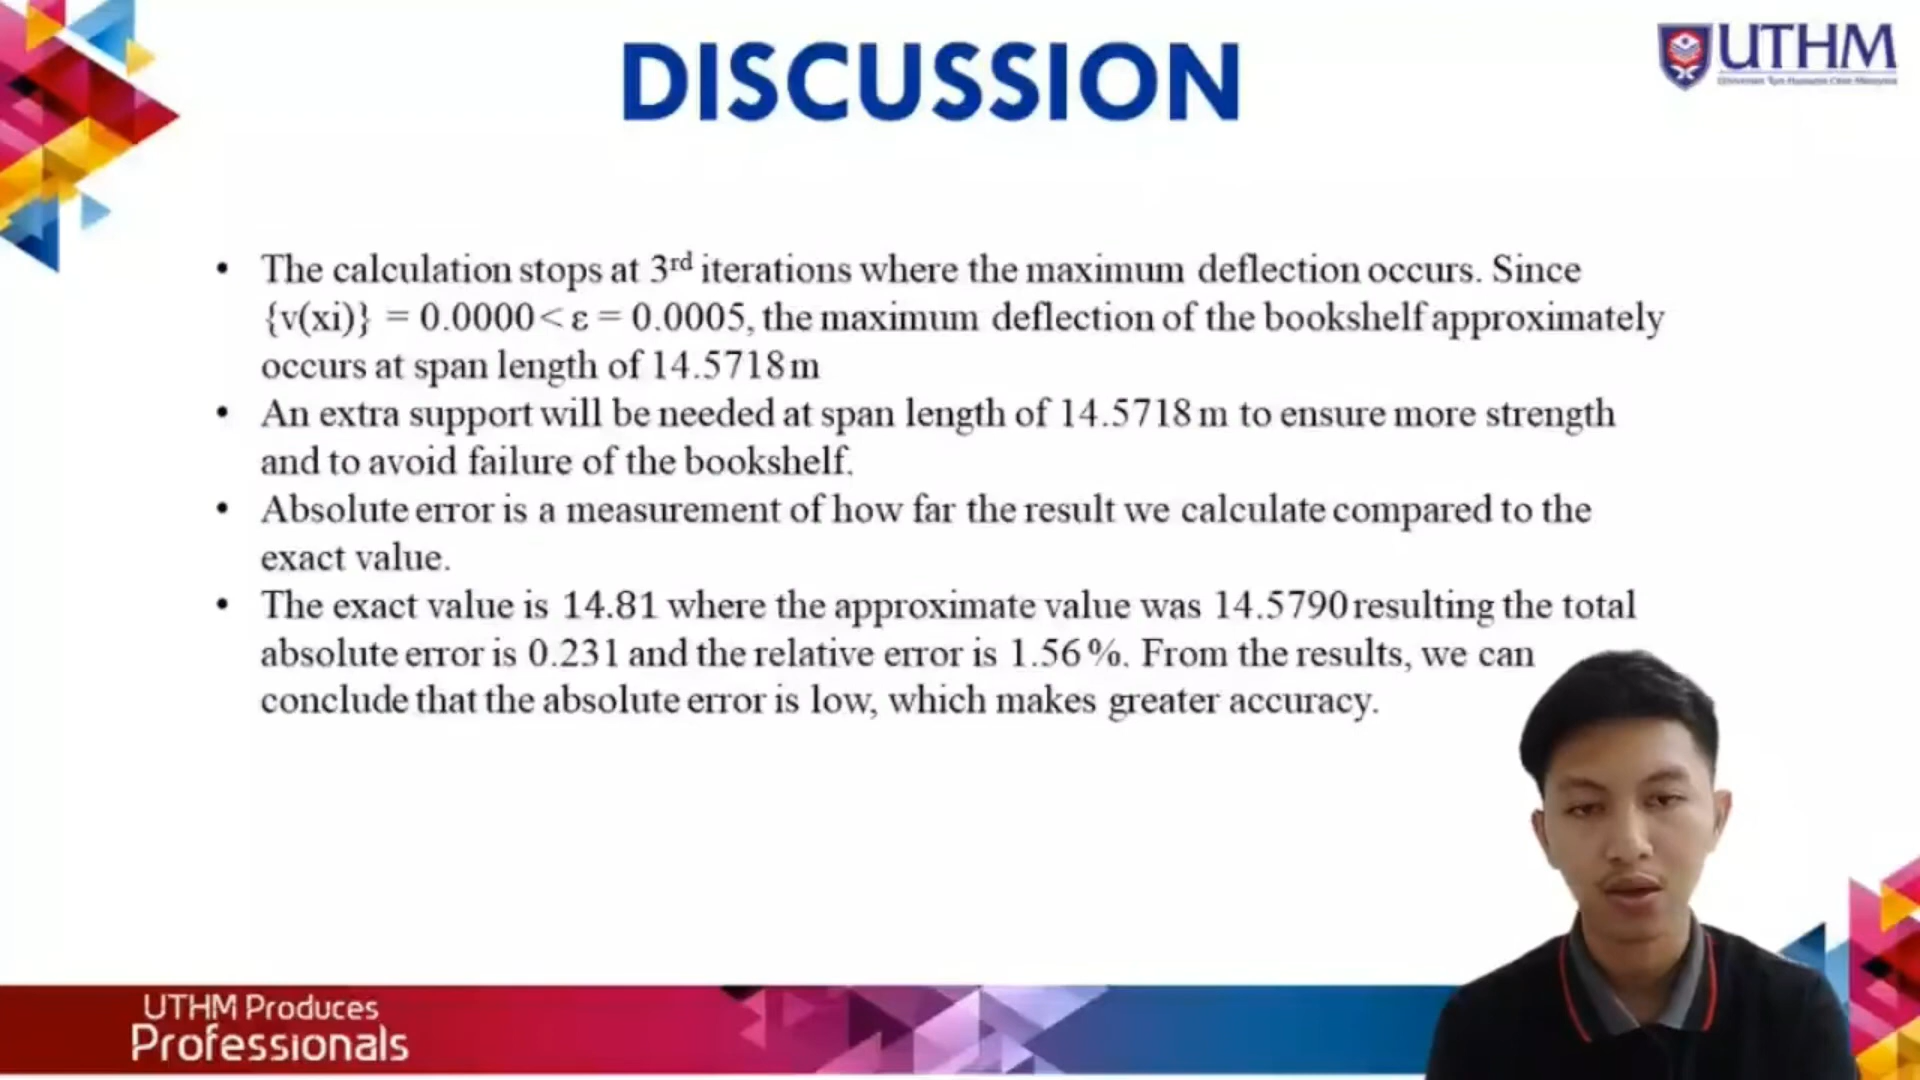 DISCUSSION
UTHM
Universiti Tun Hussein Onn Malaysia
• The calculation stops at 3rd iterations where the maximum deflection occurs. Since
{v(xi)} = 0.0000< ε = 0.0005, the maximum deflection of the bookshelf approximately
occurs at span length of 14.5718 m
• An extra support will be needed at span length of 14.5718 m to ensure more strength
and to avoid failure of the bookshelf.
• Absolute error is a measurement of how far the result we calculate compared to the
exact value.
• The exact value is 14.81 where the approximate value was 14.5790 resulting the total
absolute error is 0.231 and the relative error is 1.56%. From the results, we can
conclude that the absolute error is low, which makes greater accuracy.
UTHM Produces
Professionals